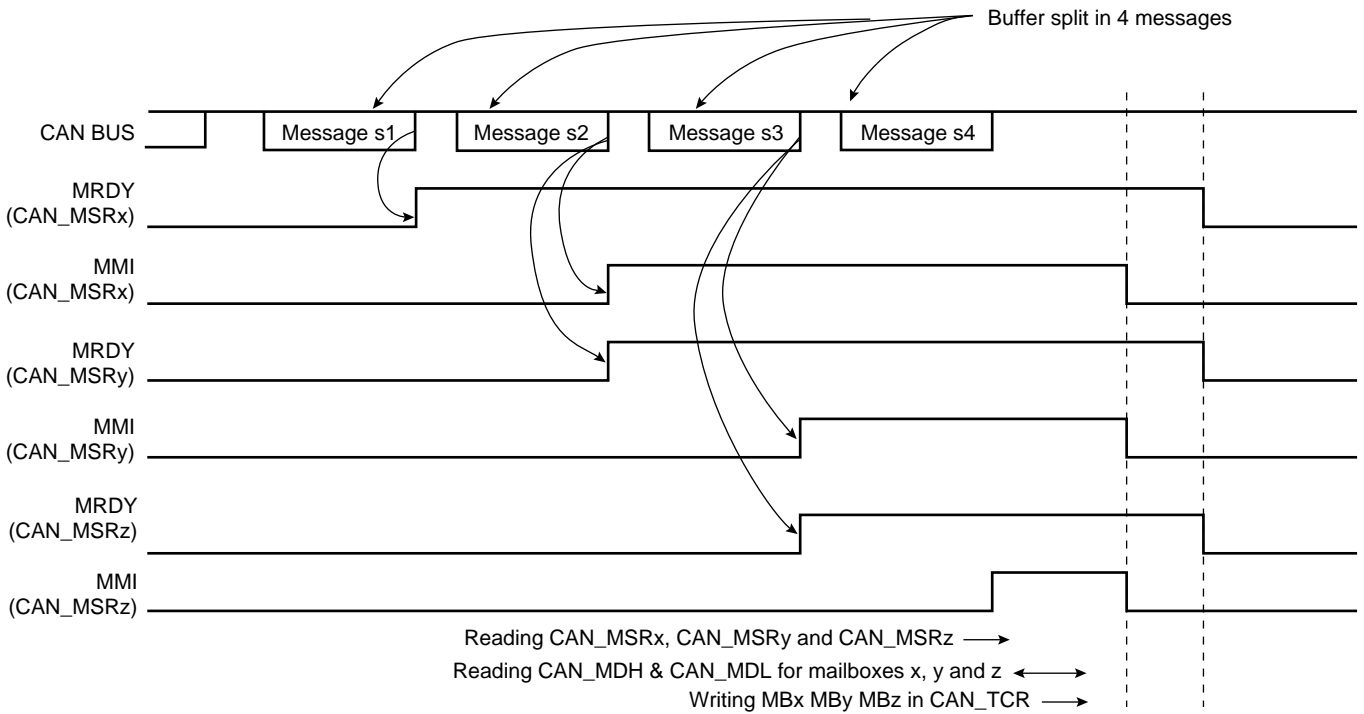 Buffer split in 4 messages
CAN BUS
Message s1
Message s2
Message s3
Message s4
MRDY
(CAN_MSRx)
MMI
(CAN_MSRx)
MRDY
(CAN_MSRy)
MMI
(CAN_MSRy)
MRDY
(CAN_MSRz)
MMI
(CAN_MSRz)
Reading CAN_MSRx, CAN_MSRy and CAN_MSRz
Reading CAN_MDH & CAN_MDL for mailboxes x, y and z
Writing MBx MBy MBz in CAN_TCR